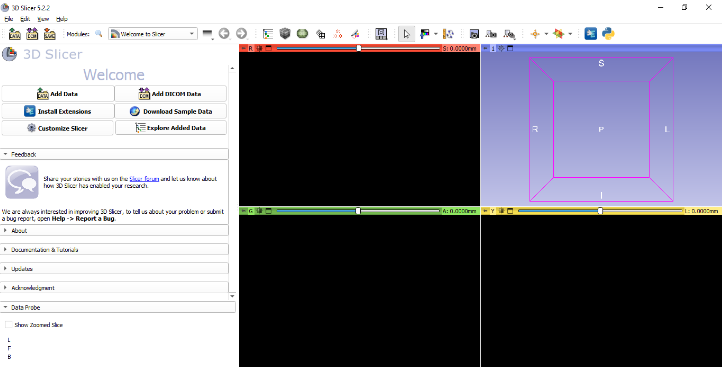 3D Slicer 5.2.2
File Edit View Help
DATA DCM SAVE Modules: Welcome to Slicer
3D Slicer
Welcome
Add Data
Add DICOM Data
Install Extensions
Download Sample Data
Customize Slicer
Explore Added Data
Feedback
Share your stories with us on the Slicer forum and let us know about
how 3D Slicer has enabled your research.
We are always interested in improving 3D Slicer, to tell us about your problem or submit
a bug report, open Help -> Report a Bug.
About
Documentation & Tutorials
Updates
Acknowledgment
Data Probe
Show Zoomed Slice
L
F
B
R S: 0.0000mm
1
S
R P L
I
G A: 0.0000mm
Y L: 0.0000mm